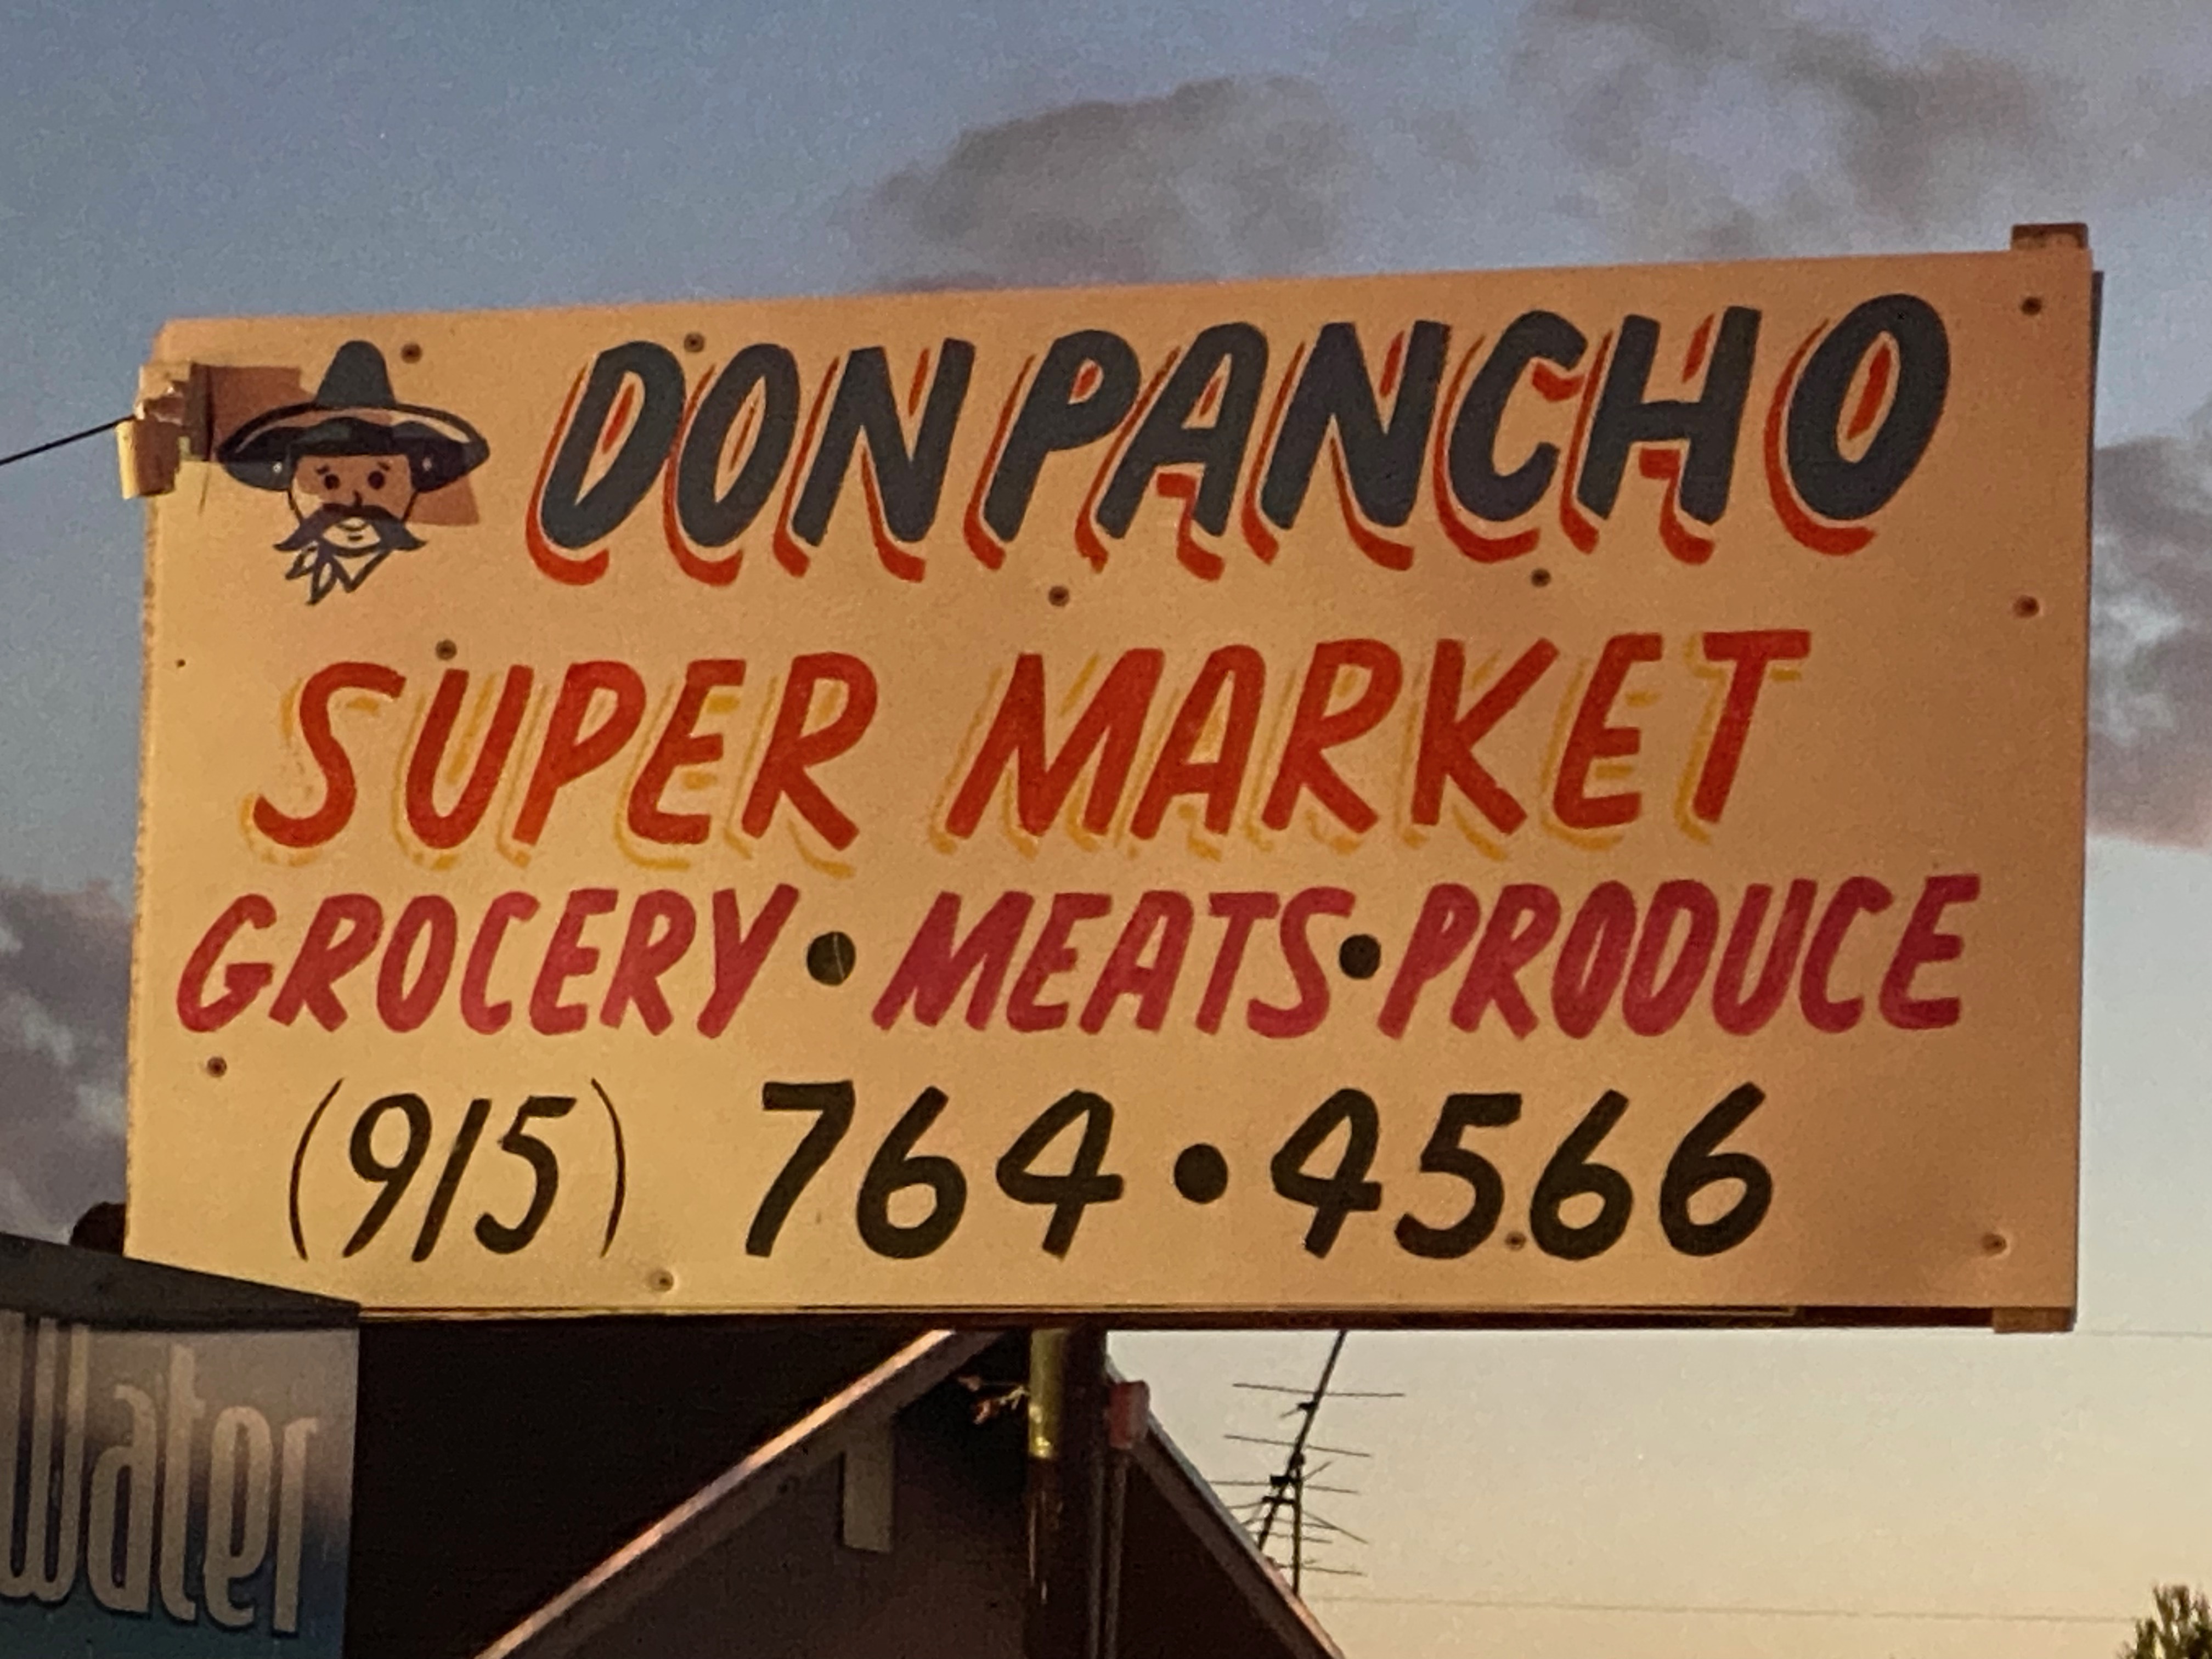 DON PANCHO
SUPER MARKET
GROCERY • MEATS • PRODUCE
(915) 764 • 4566
Water